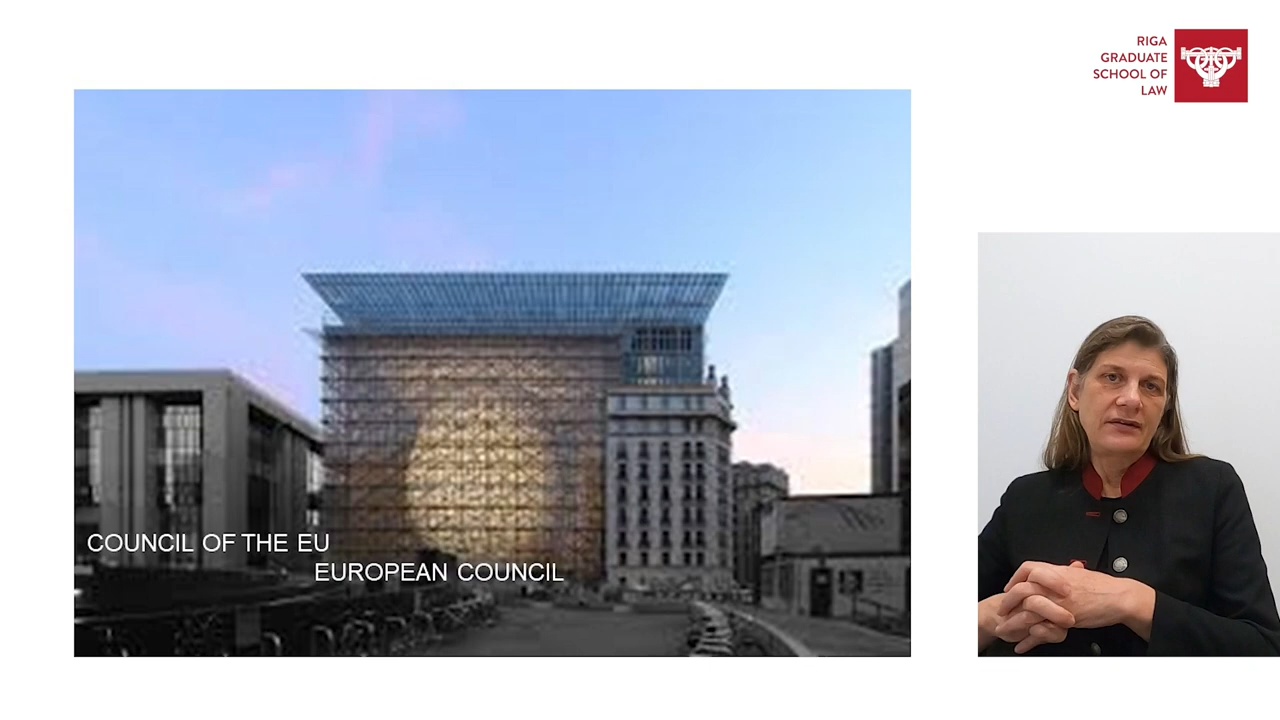 RIGA
GRADUATE
SCHOOL OF
LAW
COUNCIL OF THE EU
EUROPEAN COUNCIL